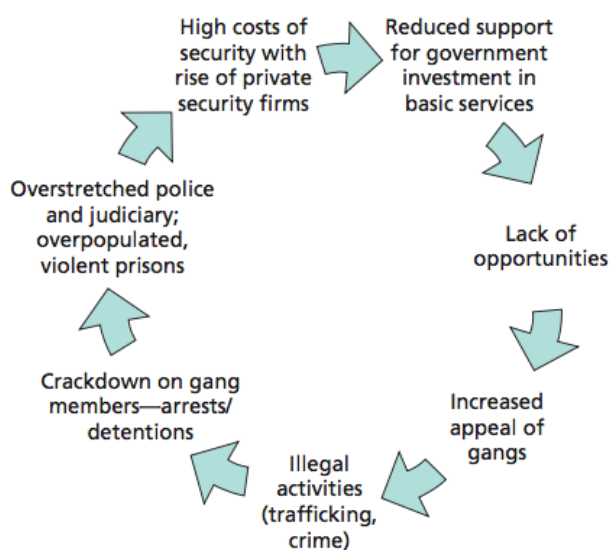 High costs of
security with
rise of private
security firms
Reduced support
for government
investment in
basic services
Lack of
opportunities
Increased
appeal of
gangs
Illegal
activities
(trafficking,
crime)
Crackdown on gang
members—arrests/
detentions
Overstretched police
and judiciary;
overpopulated,
violent prisons